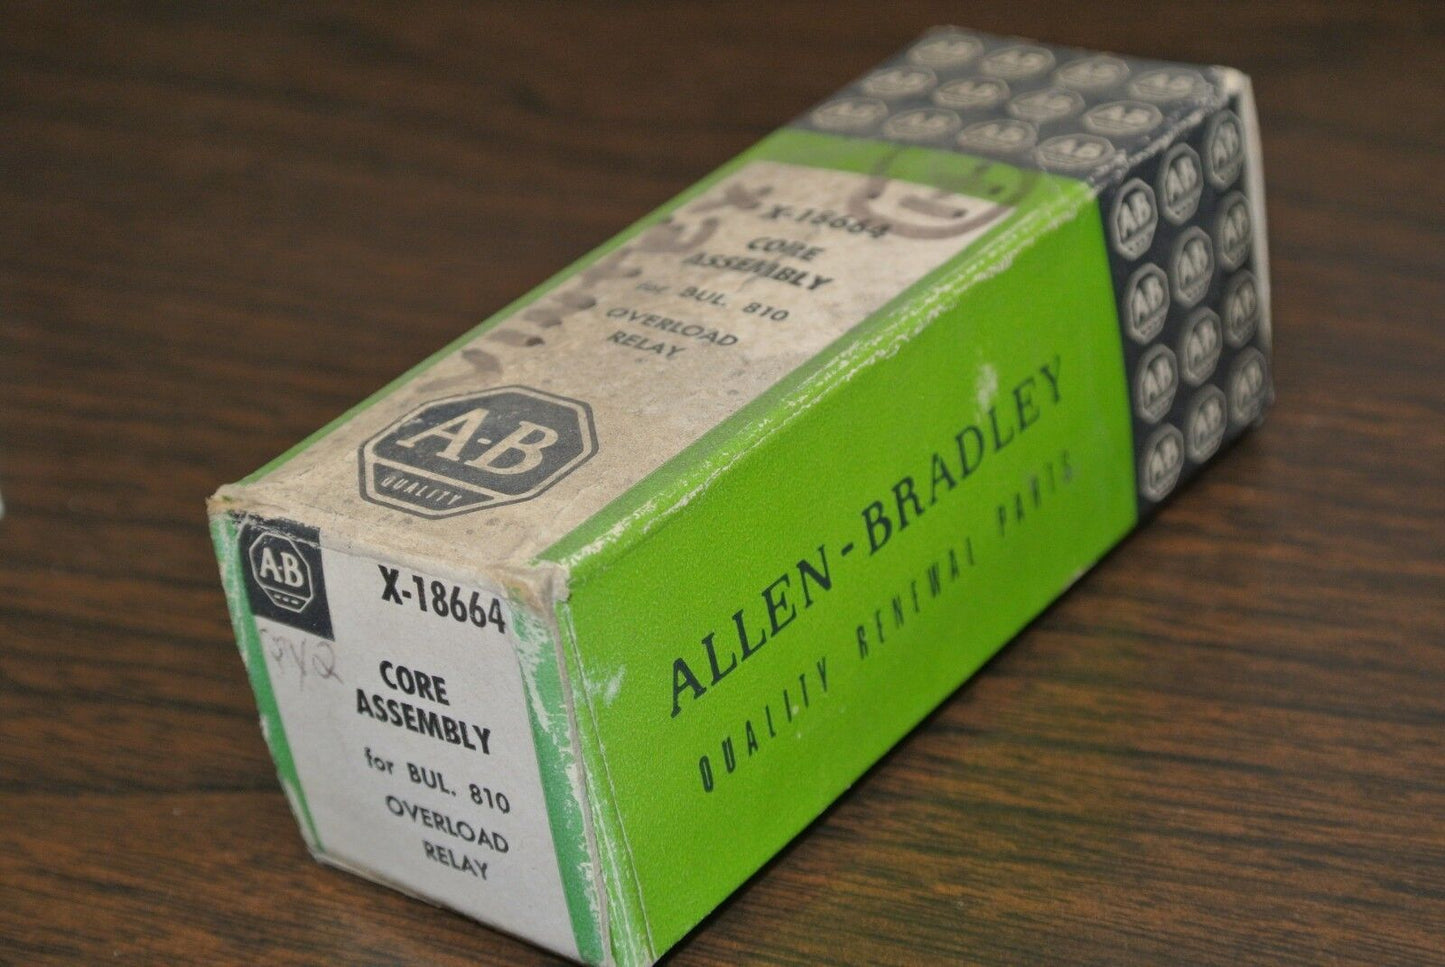 X-18664
CORE
ASSEMBLY
for BUL. 810
OVERLOAD
RELAY
A-B
QUALITY
A-B
X-18664
CORE
ASSEMBLY
for BUL. 810
OVERLOAD
RELAY
ALLEN-BRADLEY
QUALITY RENEWAL PARTS
AB